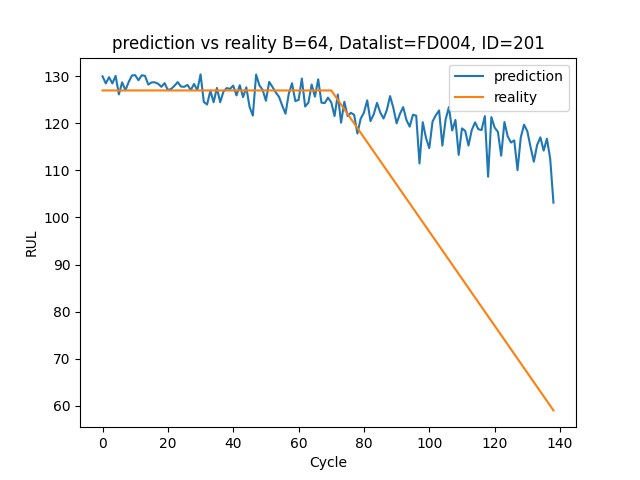 prediction vs reality B=64, Datalist=FD004, ID=201
prediction
reality
RUL
130
120
110
100
90
80
70
60
0 20 40 60 80 100 120 140
Cycle